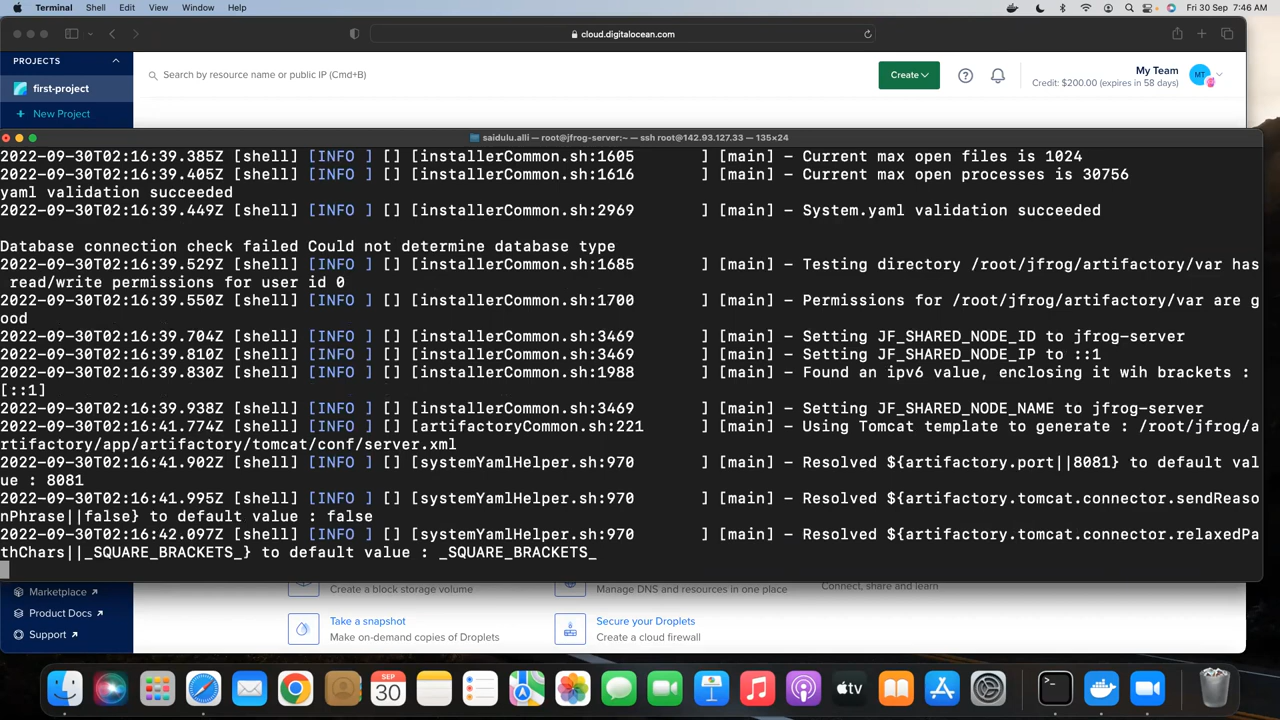 Terminal Shell Edit View Window Help Fri 30 Sep 7:46 AM
cloud.digitalocean.com
PROJECTS
first-project
+ New Project
Search by resource name or public IP (Cmd+B)
Create
My Team
Credit: $200.00 (expires in 58 days)
MT
saidulu.alli — root@jfrog-server:~ — ssh root@142.93.127.33 — 135×24
2022-09-30T02:16:39.385Z [shell] [INFO ] [] [installerCommon.sh:1605 ] [main] - Current max open files is 1024
2022-09-30T02:16:39.405Z [shell] [INFO ] [] [installerCommon.sh:1616 ] [main] - Current max open processes is 30756
yaml validation succeeded
2022-09-30T02:16:39.449Z [shell] [INFO ] [] [installerCommon.sh:2969 ] [main] - System.yaml validation succeeded
Database connection check failed Could not determine database type
2022-09-30T02:16:39.529Z [shell] [INFO ] [] [installerCommon.sh:1685 ] [main] - Testing directory /root/jfrog/artifactory/var has
read/write permissions for user id 0
2022-09-30T02:16:39.550Z [shell] [INFO ] [] [installerCommon.sh:1700 ] [main] - Permissions for /root/jfrog/artifactory/var are g
ood
2022-09-30T02:16:39.704Z [shell] [INFO ] [] [installerCommon.sh:3469 ] [main] - Setting JF_SHARED_NODE_ID to jfrog-server
2022-09-30T02:16:39.810Z [shell] [INFO ] [] [installerCommon.sh:3469 ] [main] - Setting JF_SHARED_NODE_IP to ::1
2022-09-30T02:16:39.830Z [shell] [INFO ] [] [installerCommon.sh:1988 ] [main] - Found an ipv6 value, enclosing it wih brackets :
[::1]
2022-09-30T02:16:39.938Z [shell] [INFO ] [] [installerCommon.sh:3469 ] [main] - Setting JF_SHARED_NODE_NAME to jfrog-server
2022-09-30T02:16:41.774Z [shell] [INFO ] [] [artifactoryCommon.sh:221 ] [main] - Using Tomcat template to generate : /root/jfrog/a
rtifactory/app/artifactory/tomcat/conf/server.xml
2022-09-30T02:16:41.902Z [shell] [INFO ] [] [systemYamlHelper.sh:970 ] [main] - Resolved ${artifactory.port||8081} to default val
ue : 8081
2022-09-30T02:16:41.995Z [shell] [INFO ] [] [systemYamlHelper.sh:970 ] [main] - Resolved ${artifactory.tomcat.connector.sendReaso
nPhrase||false} to default value : false
2022-09-30T02:16:42.097Z [shell] [INFO ] [] [systemYamlHelper.sh:970 ] [main] - Resolved ${artifactory.tomcat.connector.relaxedPa
thChars||_SQUARE_BRACKETS_} to default value : _SQUARE_BRACKETS_
Marketplace
Product Docs
Support
Create a block storage volume
Manage DNS and resources in one place
Connect, share and learn
Take a snapshot
Make on-demand copies of Droplets
Secure your Droplets
Create a cloud firewall
SEP
30
tv